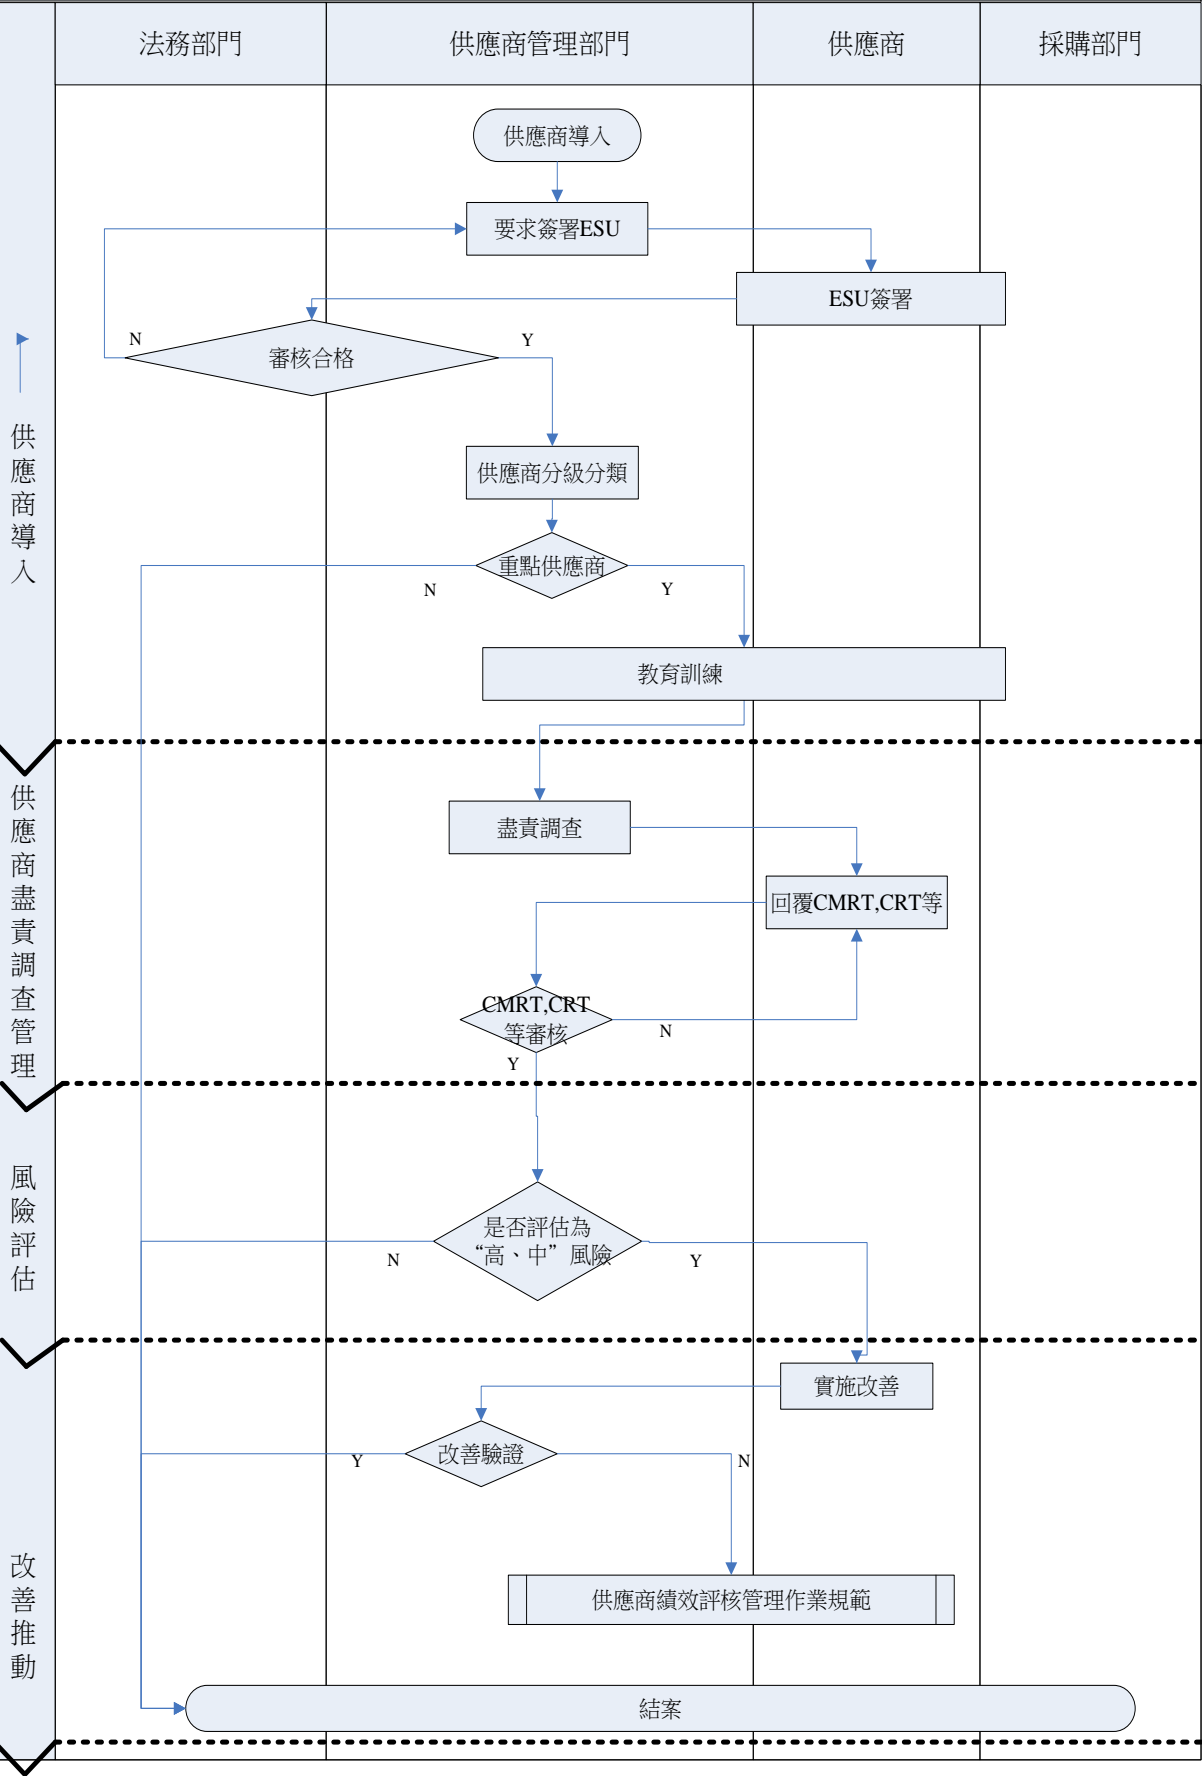 法務部門
供應商管理部門
供應商
採購部門
供應商導入
供應商導入
要求簽署ESU
ESU簽署
N
審核合格
Y
供應商分級分類
重點供應商
N
Y
教育訓練
供應商盡責調查管理
盡責調查
回覆CMRT,CRT等
CMRT,CRT
等審核
N
Y
風險評估
是否評估為
“高、中”風險
N
Y
改善推動
實施改善
改善驗證
Y
N
供應商績效評核管理作業規範
結案